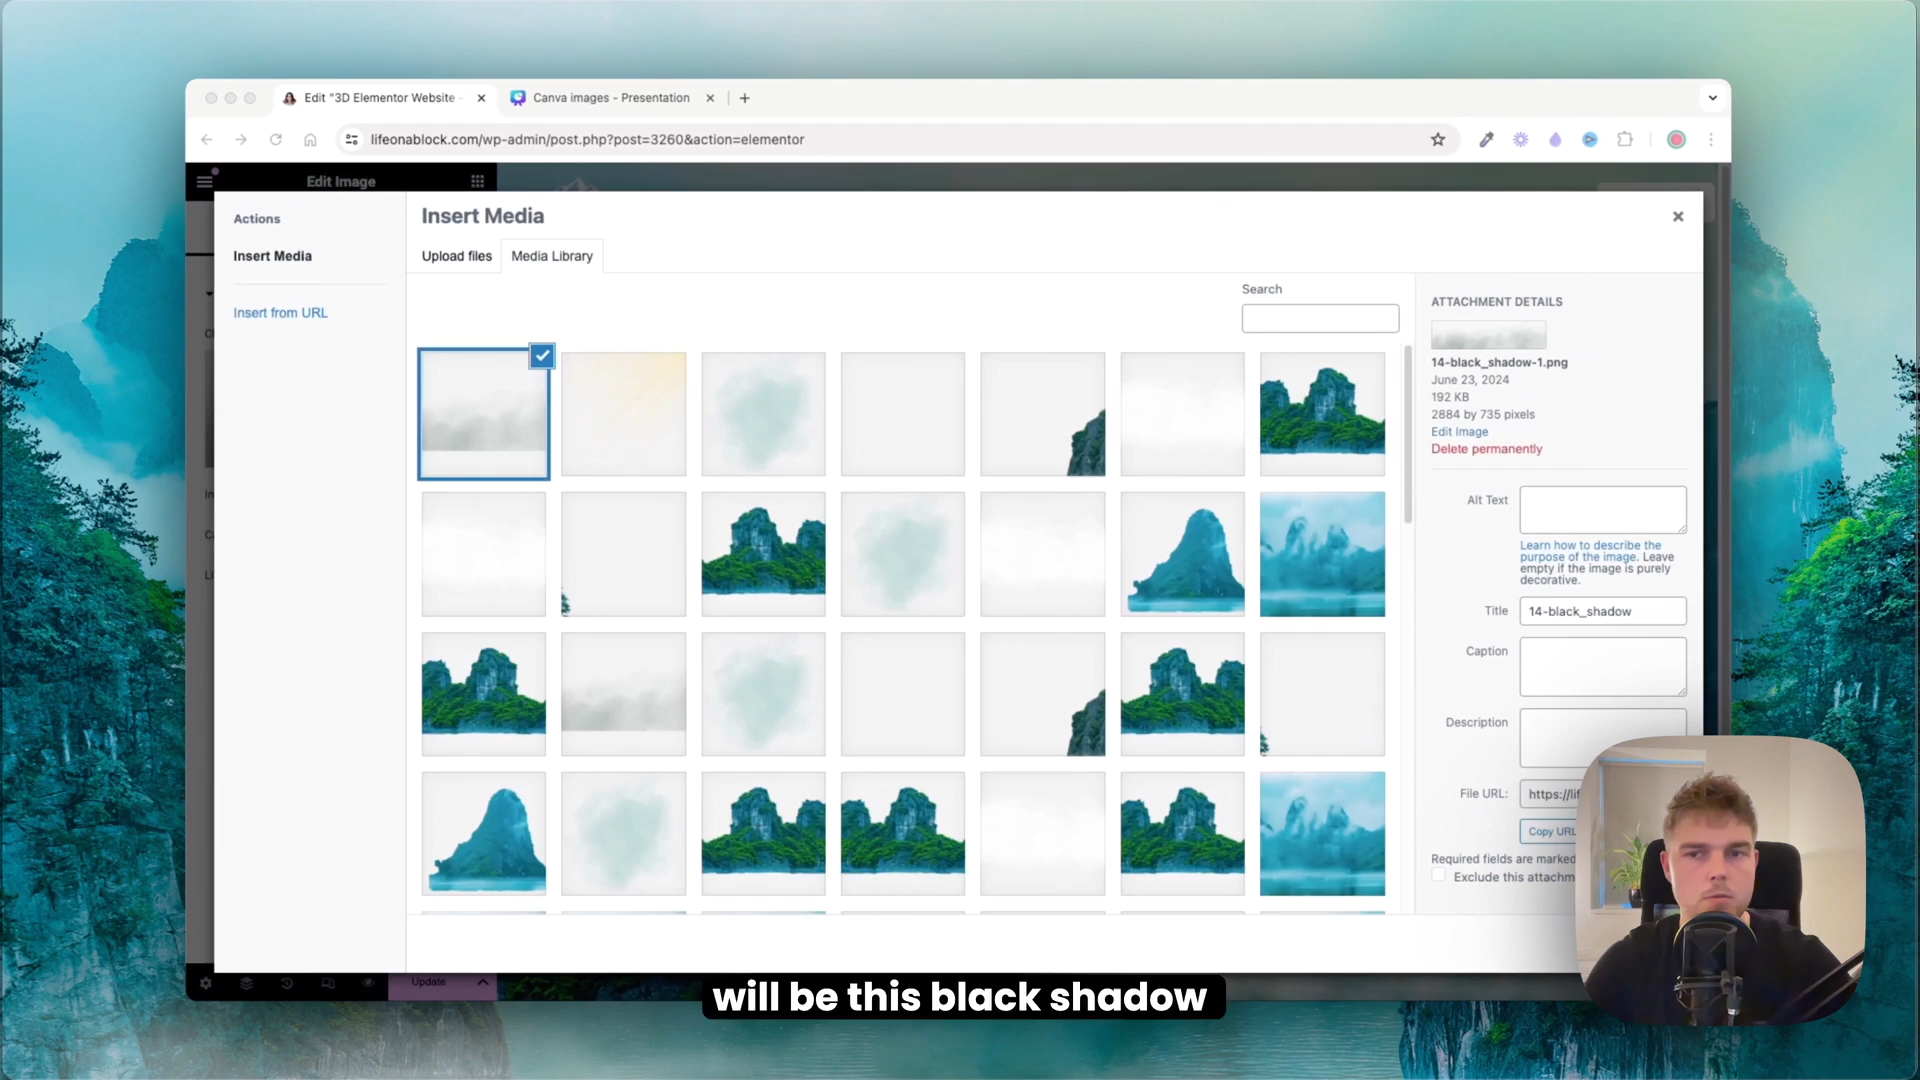 Edit "3D Elementor Website
Canva images - Presentation
lifeonablock.com/wp-admin/post.php?post=3260&action=elementor
Edit Image
Actions
Insert Media
Insert from URL
Insert Media
Upload files
Media Library
Search
ATTACHMENT DETAILS
14-black_shadow-1.png
June 23, 2024
192 KB
2884 by 735 pixels
Edit Image
Delete permanently
Alt Text
Learn how to describe the
purpose of the image. Leave
empty if the image is purely
decorative.
Title
14-black_shadow
Caption
Description
File URL:
https://lif
Copy URL
Required fields are marked
Exclude this attachm
Update
will be this black shadow